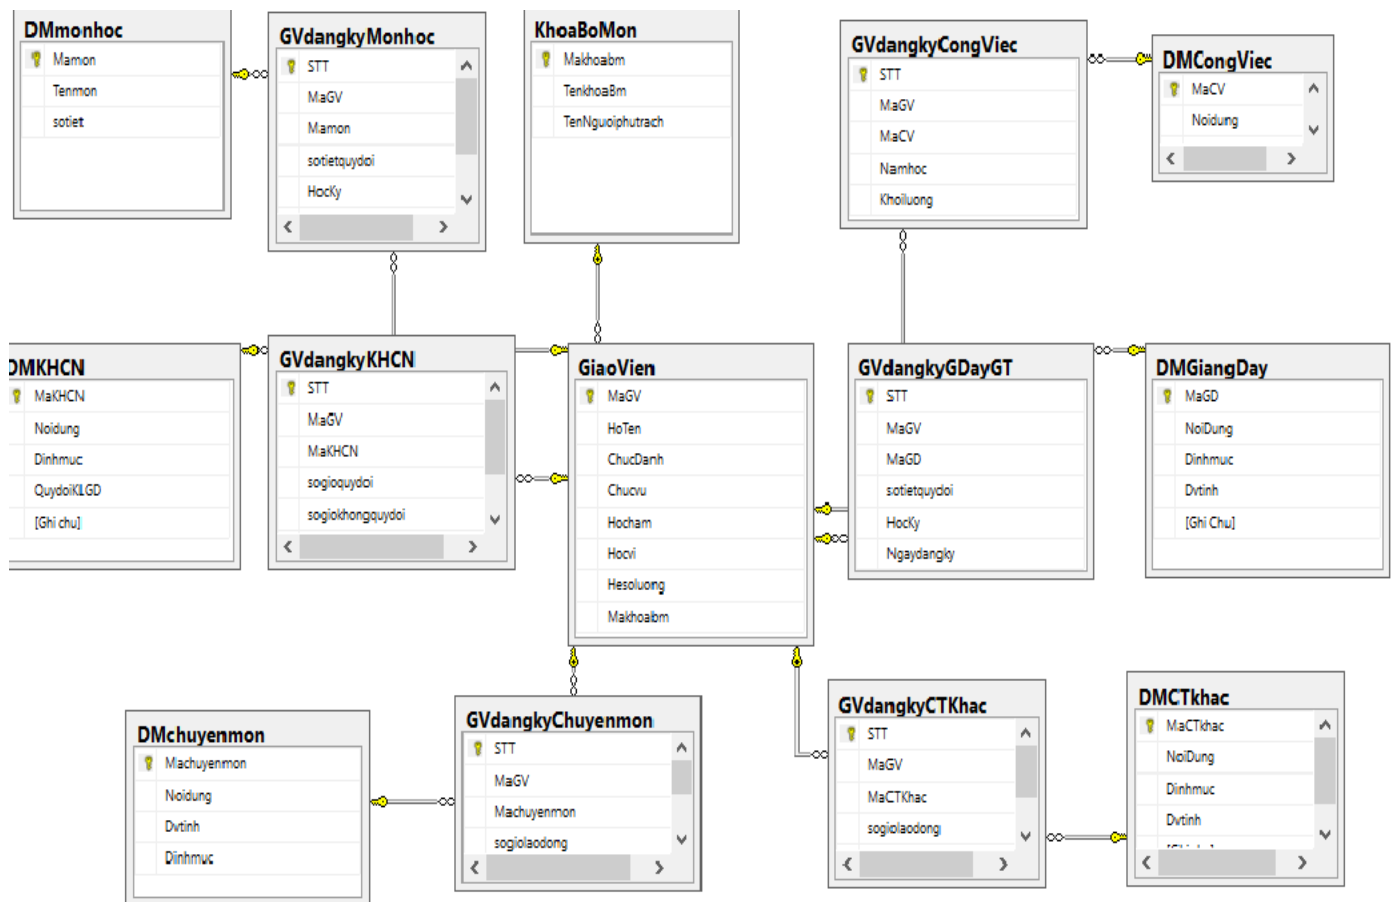 DMmonhoc
Mamon
Tenmon
sotiet
GVdangkyMonhoc
STT
MaGV
Mamon
sotietquydoi
HocKy
KhoaBoMon
Makhoabm
TenkhoaBm
TenNguoiphutrach
GVdangkyCongViec
STT
MaGV
MaCV
Namhoc
Khoiluong
DMCongViec
MaCV
Noidung
DMKHCN
MaKHCN
Noidung
Dinhmuc
QuydoiKLGD
[Ghi chu]
GVdangkyKHCN
STT
MaGV
MaKHCN
sogioquydoi
sogiokhongquydoi
GiaoVien
MaGV
HoTen
ChucDanh
Chucvu
Hocham
Hocvi
Hesoluong
Makhoabm
GVdangkyGDayGT
STT
MaGV
MaGD
sotietquydoi
HocKy
Ngaydangky
DMGiangDay
MaGD
NoiDung
Dinhmuc
Dvtinh
[Ghi Chu]
DMchuyenmon
Machuyenmon
Noidung
Dvtinh
Dinhmuc
GVdangkyChuyenmon
STT
MaGV
Machuyenmon
sogiolaodong
GVdangkyCTKhac
STT
MaGV
MaCTKhac
sogiolaodong
DMCTkhac
MaCTkhac
NoiDung
Dinhmuc
Dvtinh